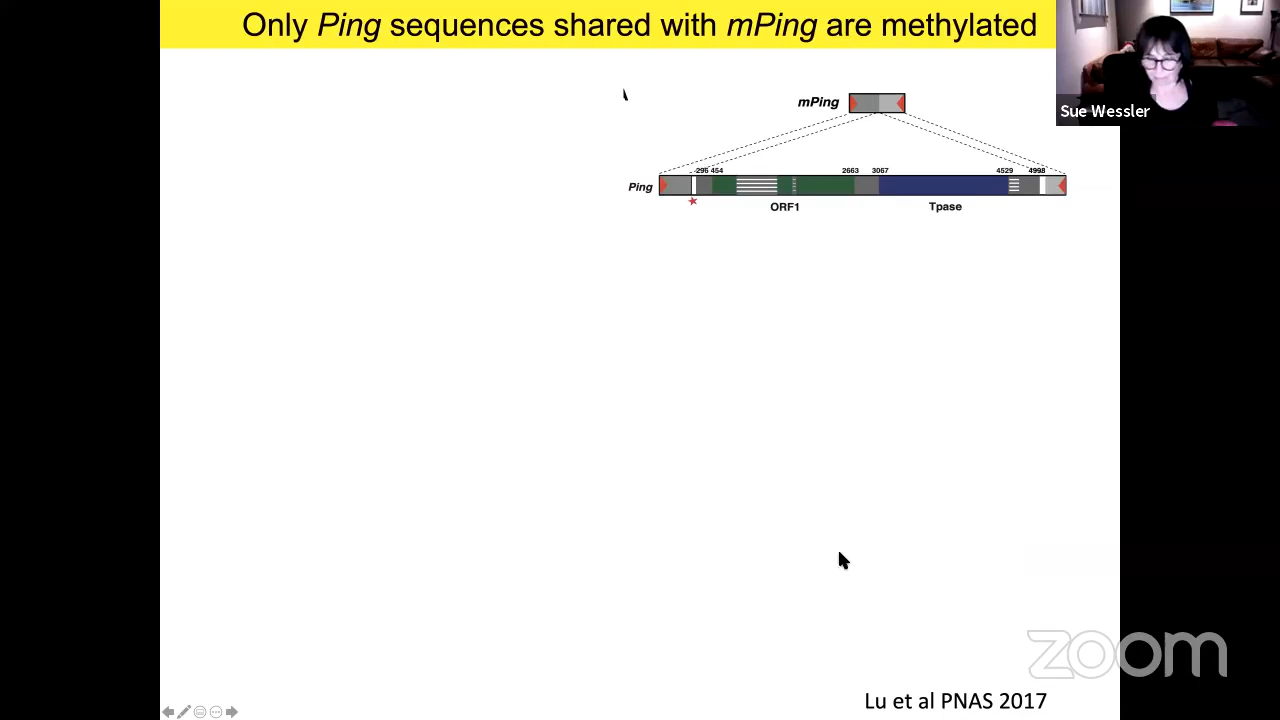 Only Ping sequences shared with mPing are methylated
Sue Wessler
mPing
Ping
296 454 2663 3067 4529 4998
ORF1 Tpase
zoom
Lu et al PNAS 2017